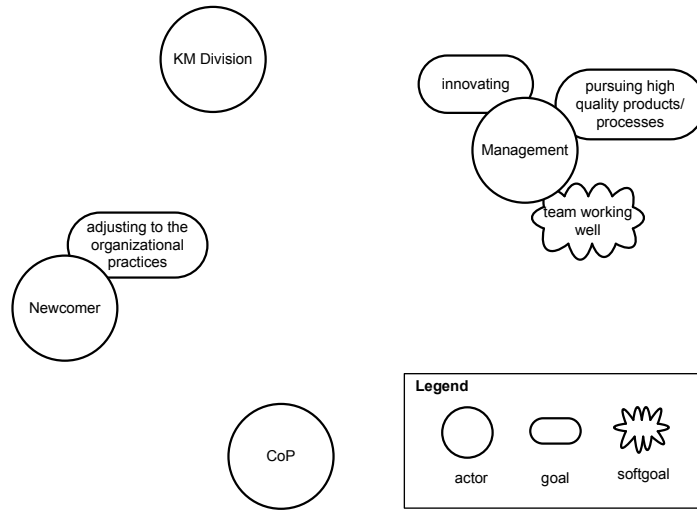 KM Division
innovating
pursuing high
quality products/
processes
Management
team working
well
adjusting to the
organizational
practices
Newcomer
CoP
Legend
actor
goal
softgoal